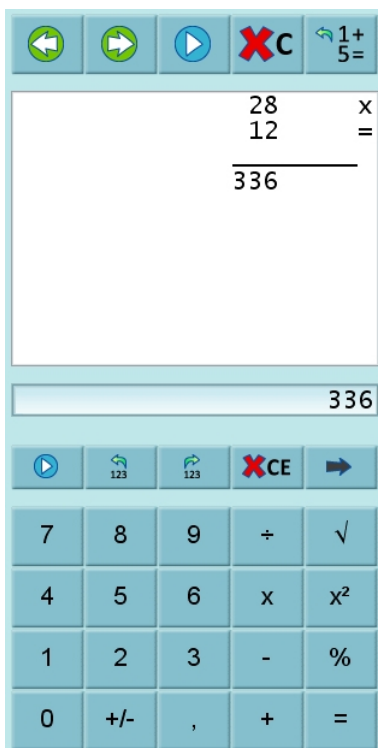 C 1+
5=
28 x
12 =
336
336
123 123 CE
7 8 9 ÷ √
4 5 6 x x²
1 2 3 - %
0 +/- , + =